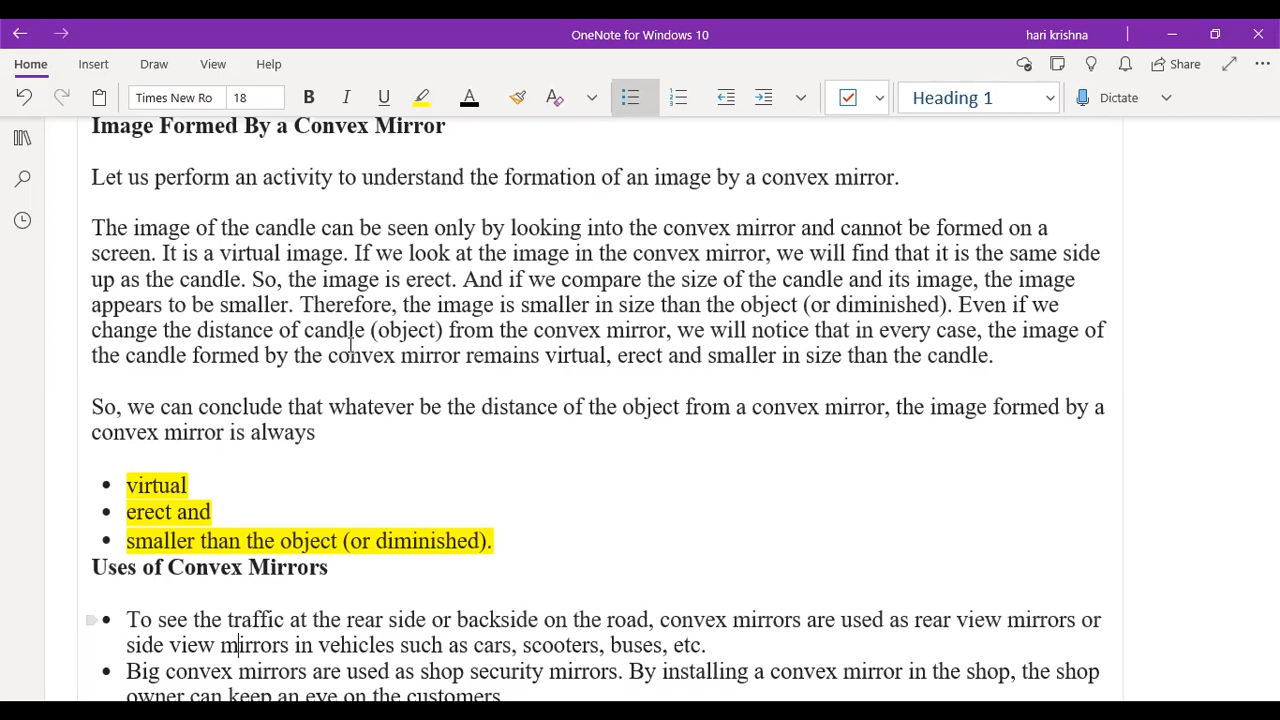 OneNote for Windows 10
hari krishna
Home Insert Draw View Help
Share
Times New Ro 18 B I U A A Heading 1 Dictate
Image Formed By a Convex Mirror
Let us perform an activity to understand the formation of an image by a convex mirror.
The image of the candle can be seen only by looking into the convex mirror and cannot be formed on a
screen. It is a virtual image. If we look at the image in the convex mirror, we will find that it is the same side
up as the candle. So, the image is erect. And if we compare the size of the candle and its image, the image
appears to be smaller. Therefore, the image is smaller in size than the object (or diminished). Even if we
change the distance of candle (object) from the convex mirror, we will notice that in every case, the image of
the candle formed by the convex mirror remains virtual, erect and smaller in size than the candle.
So, we can conclude that whatever be the distance of the object from a convex mirror, the image formed by a
convex mirror is always
• virtual
• erect and
• smaller than the object (or diminished).
Uses of Convex Mirrors
• To see the traffic at the rear side or backside on the road, convex mirrors are used as rear view mirrors or
side view mirrors in vehicles such as cars, scooters, buses, etc.
• Big convex mirrors are used as shop security mirrors. By installing a convex mirror in the shop, the shop
owner can keep an eye on the customers.